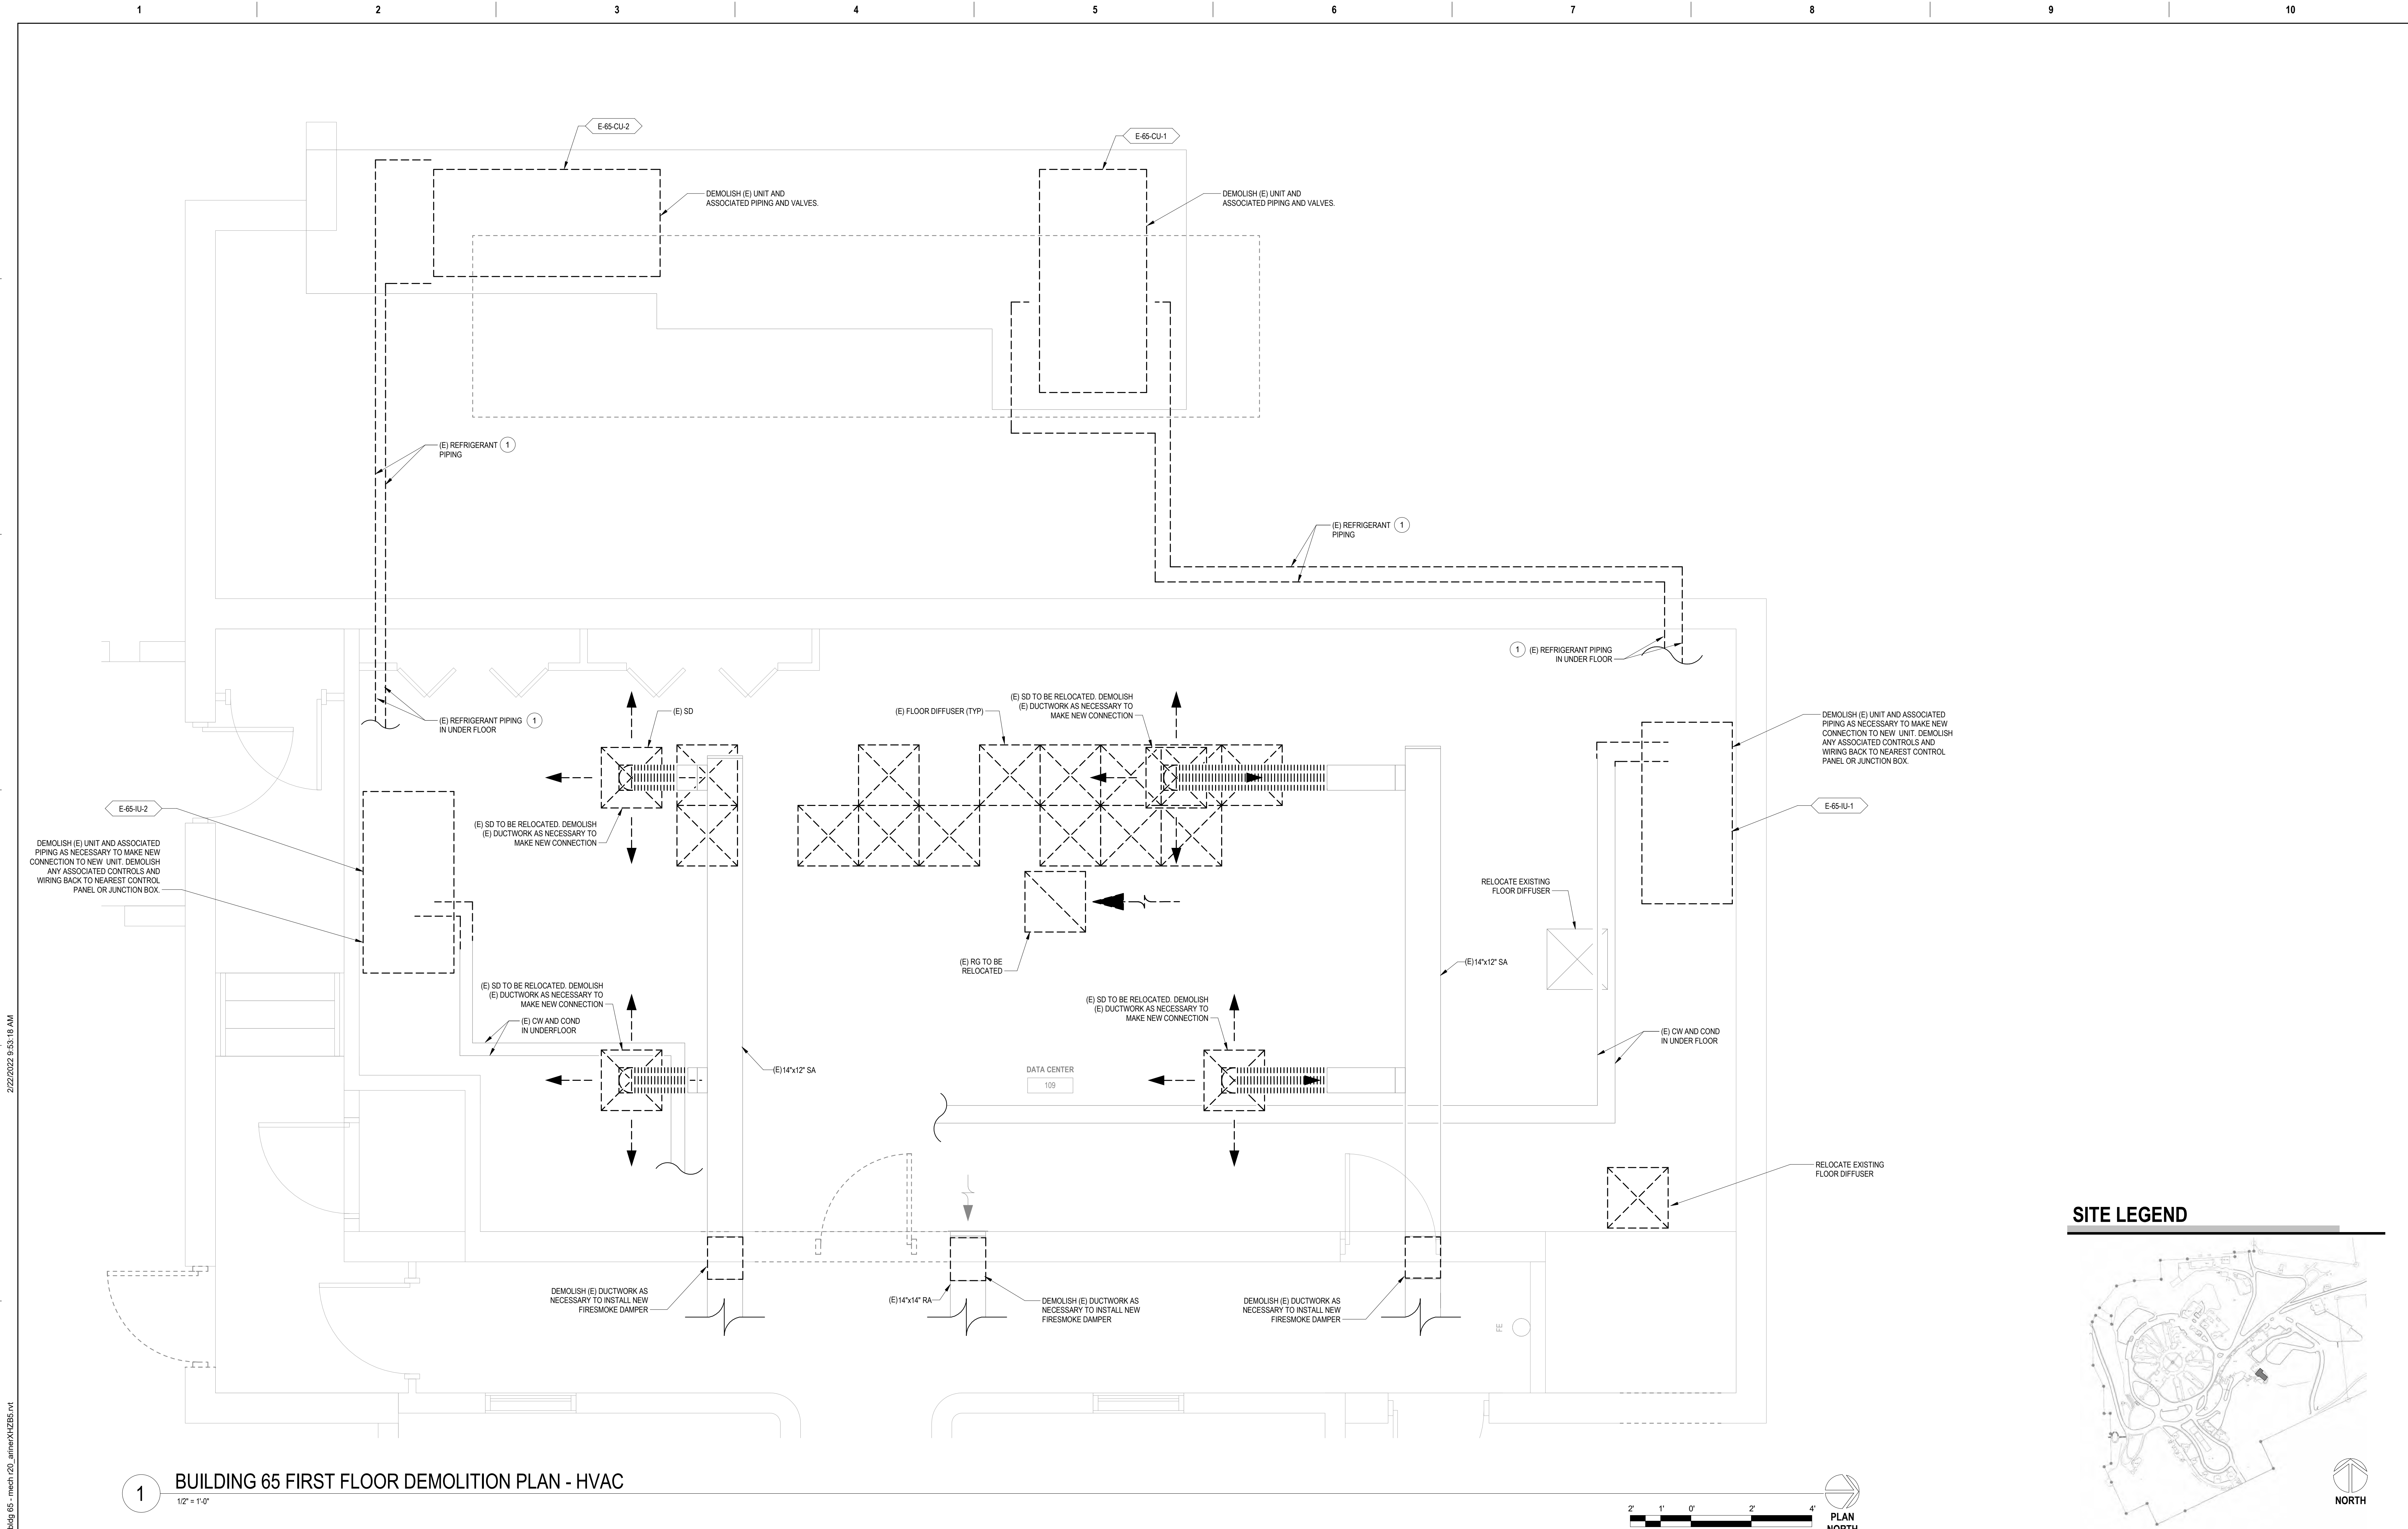 1 2 3 4 5 6 7 8 9 10
E-65-CU-2
E-65-CU-1
DEMOLISH (E) UNIT AND
ASSOCIATED PIPING AND VALVES.
DEMOLISH (E) UNIT AND
ASSOCIATED PIPING AND VALVES.
(E) REFRIGERANT 1
PIPING
(E) REFRIGERANT 1
PIPING
1 (E) REFRIGERANT PIPING
IN UNDER FLOOR
(E) REFRIGERANT PIPING 1
IN UNDER FLOOR
(E) SD
(E) FLOOR DIFFUSER (TYP)
(E) SD TO BE RELOCATED. DEMOLISH
(E) DUCTWORK AS NECESSARY TO
MAKE NEW CONNECTION
DEMOLISH (E) UNIT AND ASSOCIATED
PIPING AS NECESSARY TO MAKE NEW
CONNECTION TO NEW UNIT. DEMOLISH
ANY ASSOCIATED CONTROLS AND
WIRING BACK TO NEAREST CONTROL
PANEL OR JUNCTION BOX.
E-65-IU-2
E-65-IU-1
(E) SD TO BE RELOCATED. DEMOLISH
(E) DUCTWORK AS NECESSARY TO
MAKE NEW CONNECTION
DEMOLISH (E) UNIT AND ASSOCIATED
PIPING AS NECESSARY TO MAKE NEW
CONNECTION TO NEW UNIT. DEMOLISH
ANY ASSOCIATED CONTROLS AND
WIRING BACK TO NEAREST CONTROL
PANEL OR JUNCTION BOX.
RELOCATE EXISTING
FLOOR DIFFUSER
(E) RG TO BE
RELOCATED
(E)14"x12" SA
(E) SD TO BE RELOCATED. DEMOLISH
(E) DUCTWORK AS NECESSARY TO
MAKE NEW CONNECTION
(E) SD TO BE RELOCATED. DEMOLISH
(E) DUCTWORK AS NECESSARY TO
MAKE NEW CONNECTION
(E) CW AND COND
IN UNDERFLOOR
(E) CW AND COND
IN UNDER FLOOR
(E)14"x12" SA
DATA CENTER
109
RELOCATE EXISTING
FLOOR DIFFUSER
DEMOLISH (E) DUCTWORK AS
NECESSARY TO INSTALL NEW
FIRESMOKE DAMPER
(E)14"x14" RA
DEMOLISH (E) DUCTWORK AS
NECESSARY TO INSTALL NEW
FIRESMOKE DAMPER
DEMOLISH (E) DUCTWORK AS
NECESSARY TO INSTALL NEW
FIRESMOKE DAMPER
FE
SITE LEGEND
NORTH
1 BUILDING 65 FIRST FLOOR DEMOLITION PLAN - HVAC
1/2" = 1'-0"
2' 1' 0' 2' 4'
PLAN
NORTH
2/22/2022 9:53:18 AM
bldg 65 - mech r20_arinerXHZB5.rvt